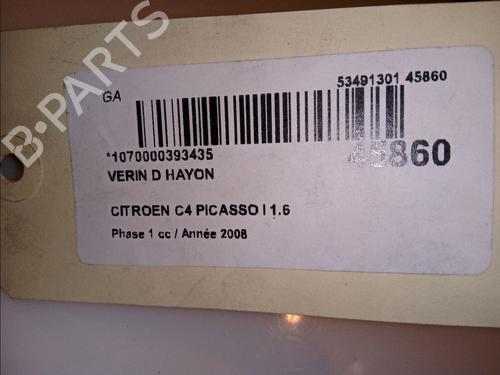 B-PARTS
GA
53491301 45860
*1070000393435
45860
VERIN D HAYON
CITROEN C4 PICASSO I 1.6
Phase 1 cc / Année 2008